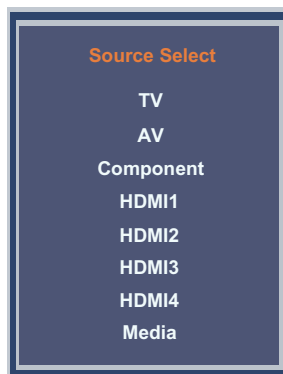 Source Select
TV
AV
Component
HDMI1
HDMI2
HDMI3
HDMI4
Media